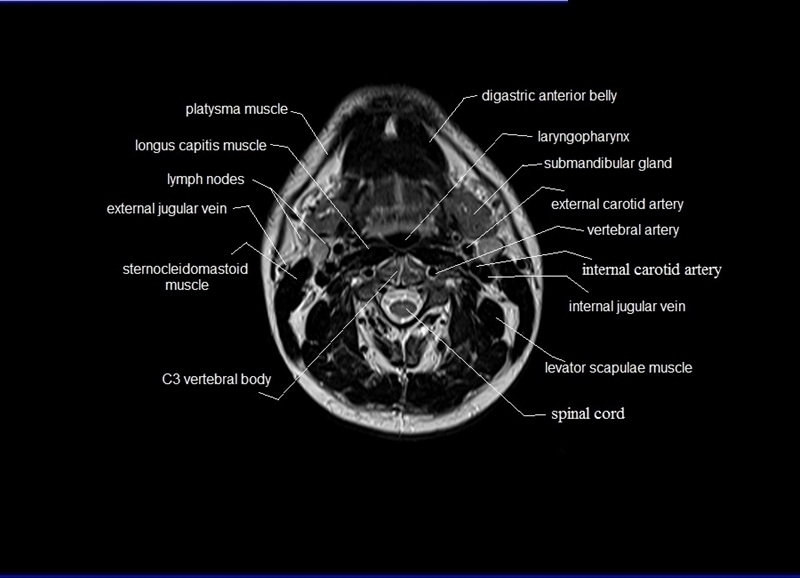 platysma muscle
longus capitis muscle
lymph nodes
external jugular vein
sternocleidomastoid
muscle
C3 vertebral body
digastric anterior belly
laryngopharynx
submandibular gland
external carotid artery
vertebral artery
internal carotid artery
internal jugular vein
levator scapulae muscle
spinal cord